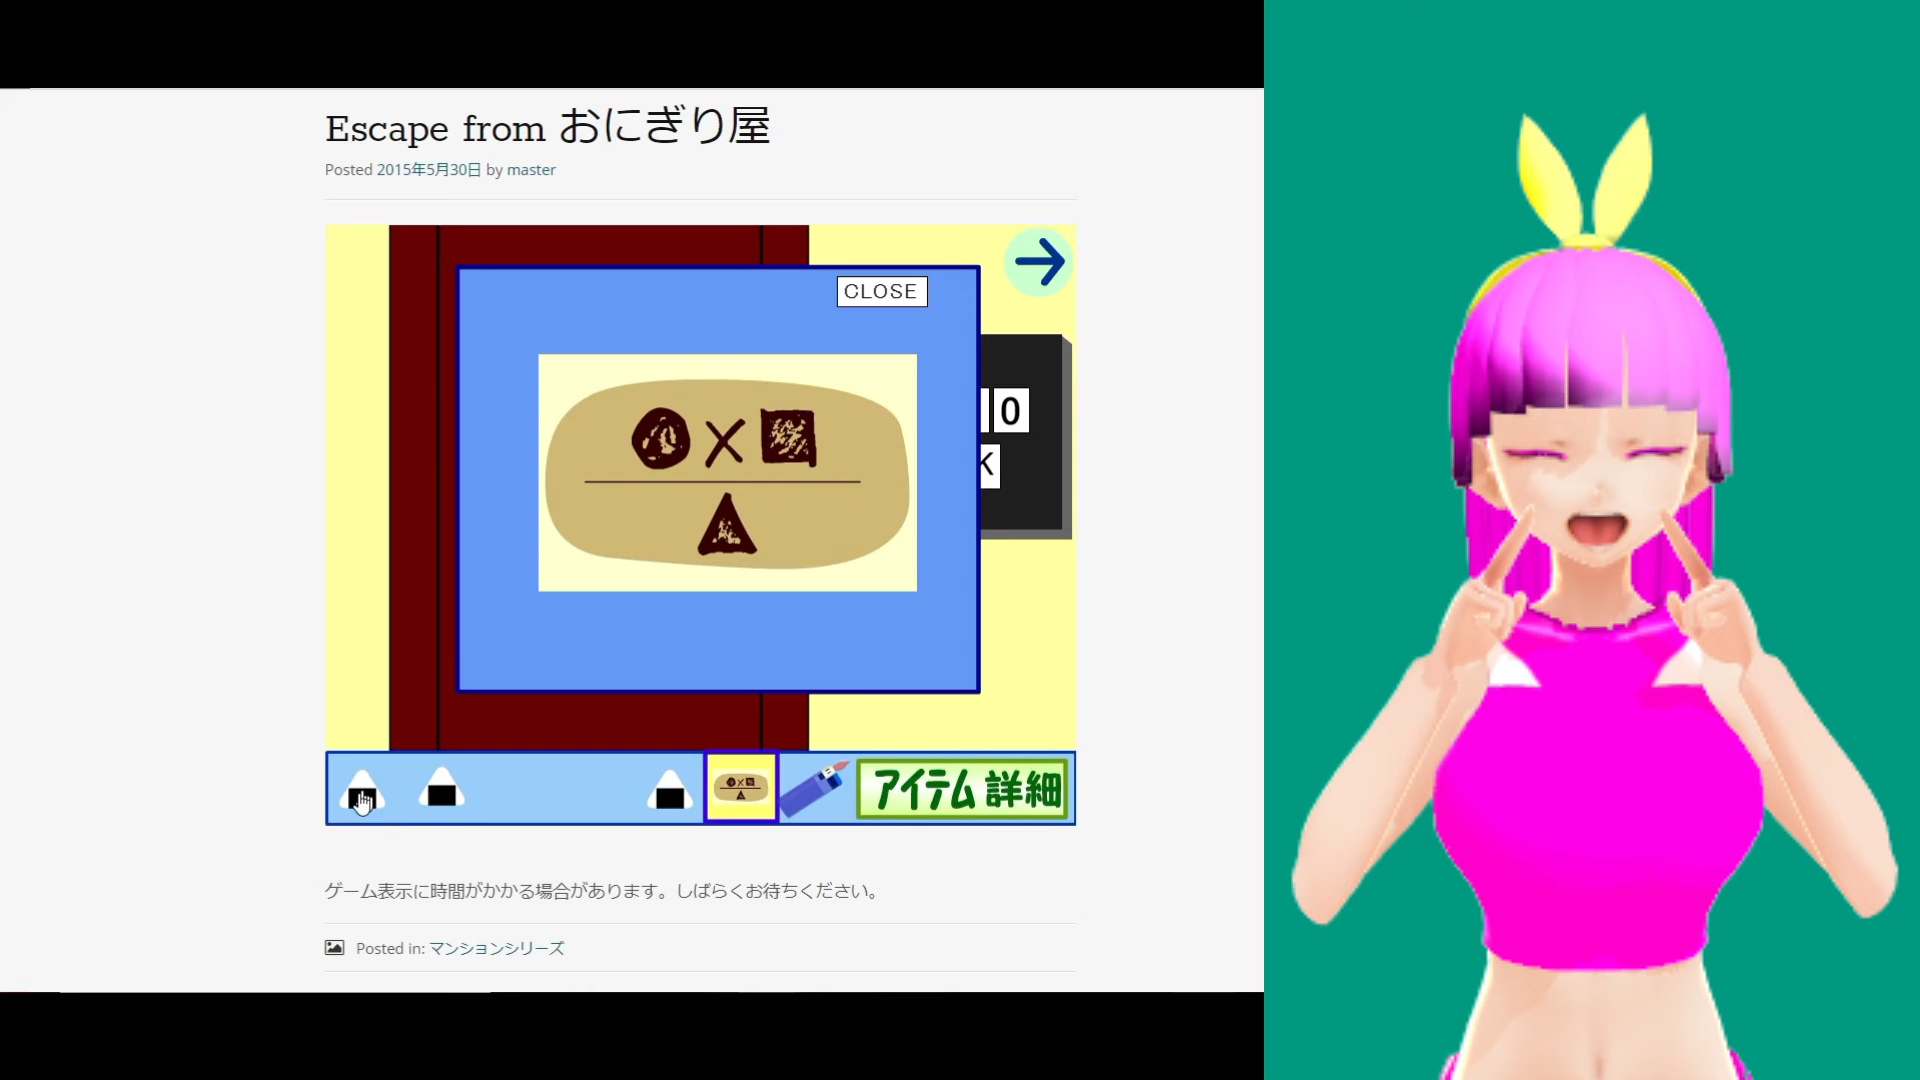 Escape from おにぎり屋
Posted 2015年5月30日 by master
CLOSE
0
K
アイテム詳細
ゲーム表示に時間がかかる場合があります。しばらくお待ちください。
Posted in: マンションシリーズ